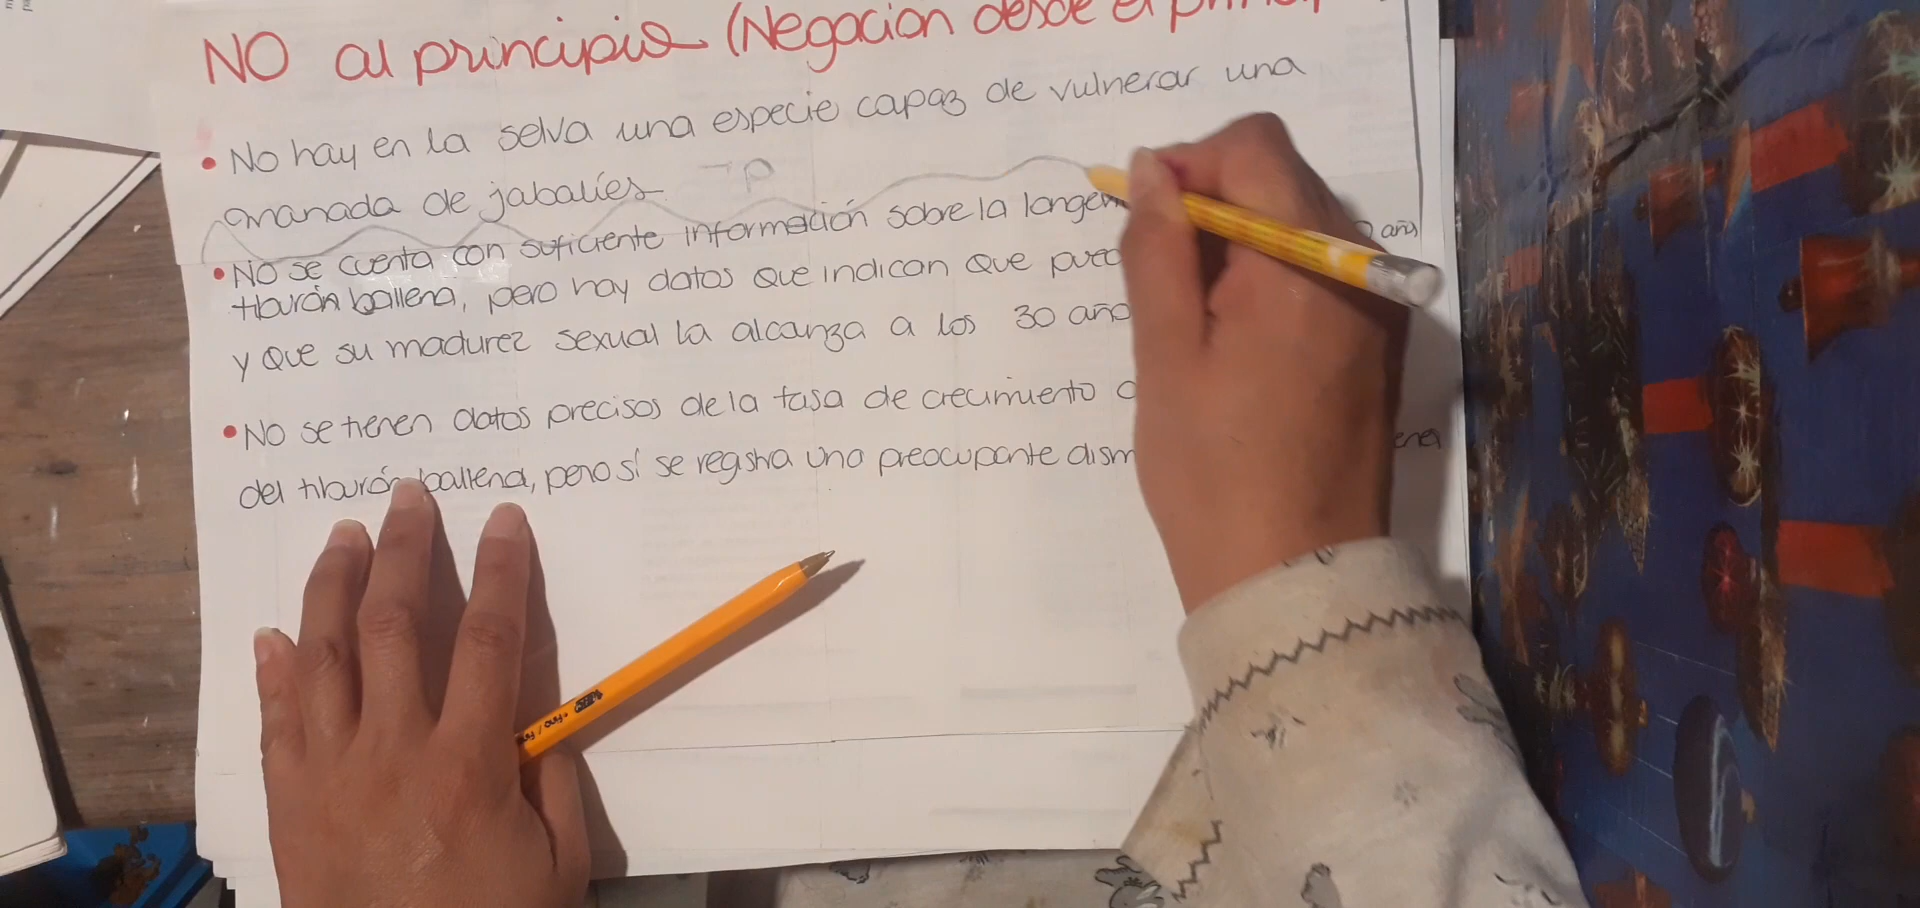 NO al principio (Negacion desde el
• No hay en la selva una especie capaz de vulnerar una
manada de jabalíes ¬p
• No se cuenta con suficiente información sobre la años
tiburón ballena, pero hay datos que indican que
y que su madurez sexual la alcanza a los 30
• No se tienen datos precisos de la tasa de crecimiento
del tiburón ballena, pero sí se registra una preocupante